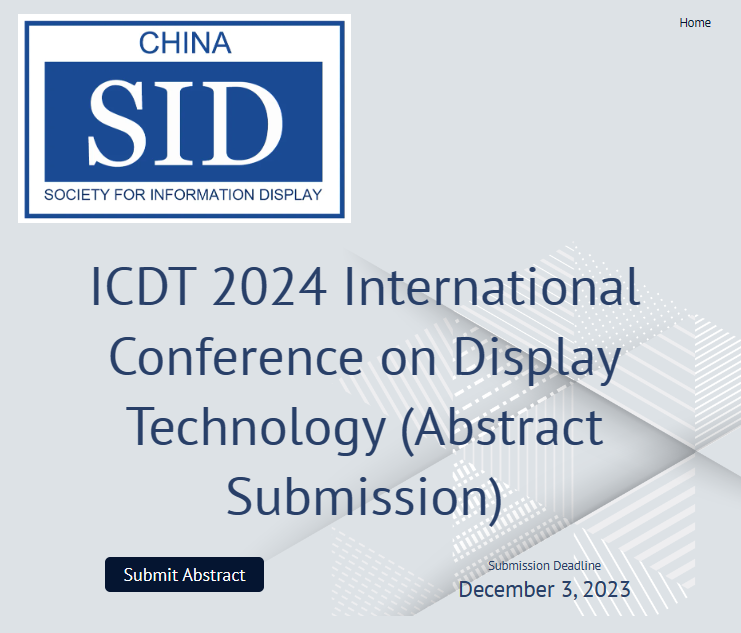 Home
CHINA
SID
SOCIETY FOR INFORMATION DISPLAY
ICDT 2024 International
Conference on Display
Technology (Abstract
Submission)
Submit Abstract
Submission Deadline
December 3, 2023